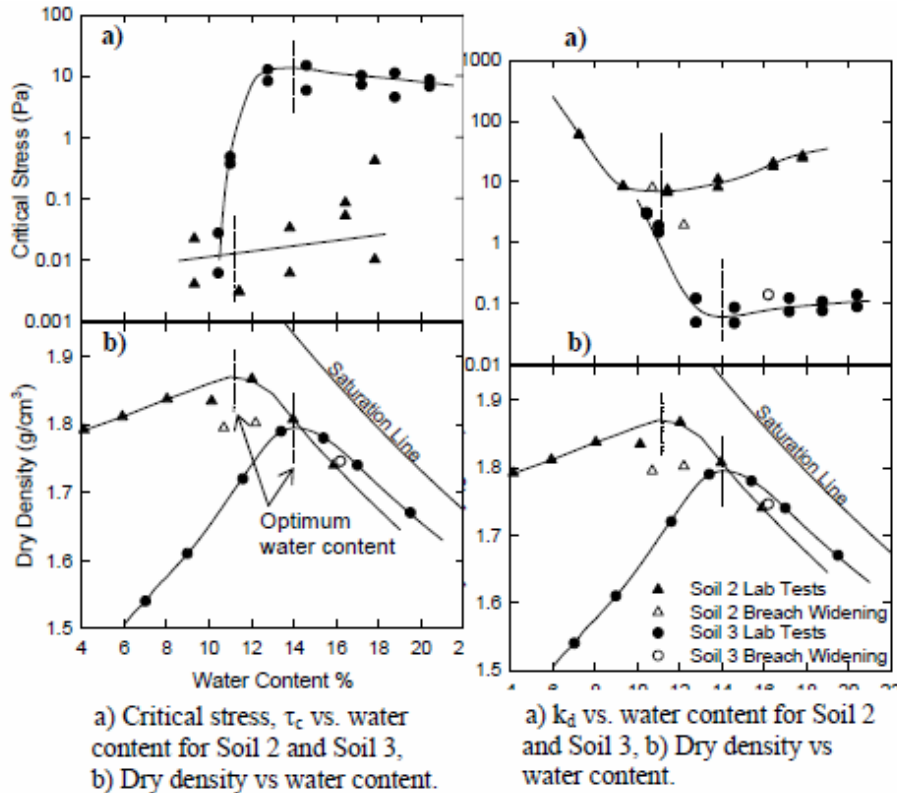 a)
100
10
1
0.1
0.01
0.001
Critical Stress (Pa)
b)
1.9
1.8
1.7
1.6
1.5
Dry Density (g/cm³)
Saturation Line
Optimum
water content
4 6 8 10 12 14 16 18 20 2
Water Content %
a) Critical stress, τc vs. water
content for Soil 2 and Soil 3,
b) Dry density vs water content.
a)
1000
100
10
1
0.1
0.01
b)
1.9
1.8
1.7
1.6
1.5
Saturation Line
Soil 2 Lab Tests
Soil 2 Breach Widening
Soil 3 Lab Tests
Soil 3 Breach Widening
a) kd vs. water content for Soil 2
and Soil 3, b) Dry density vs
water content.